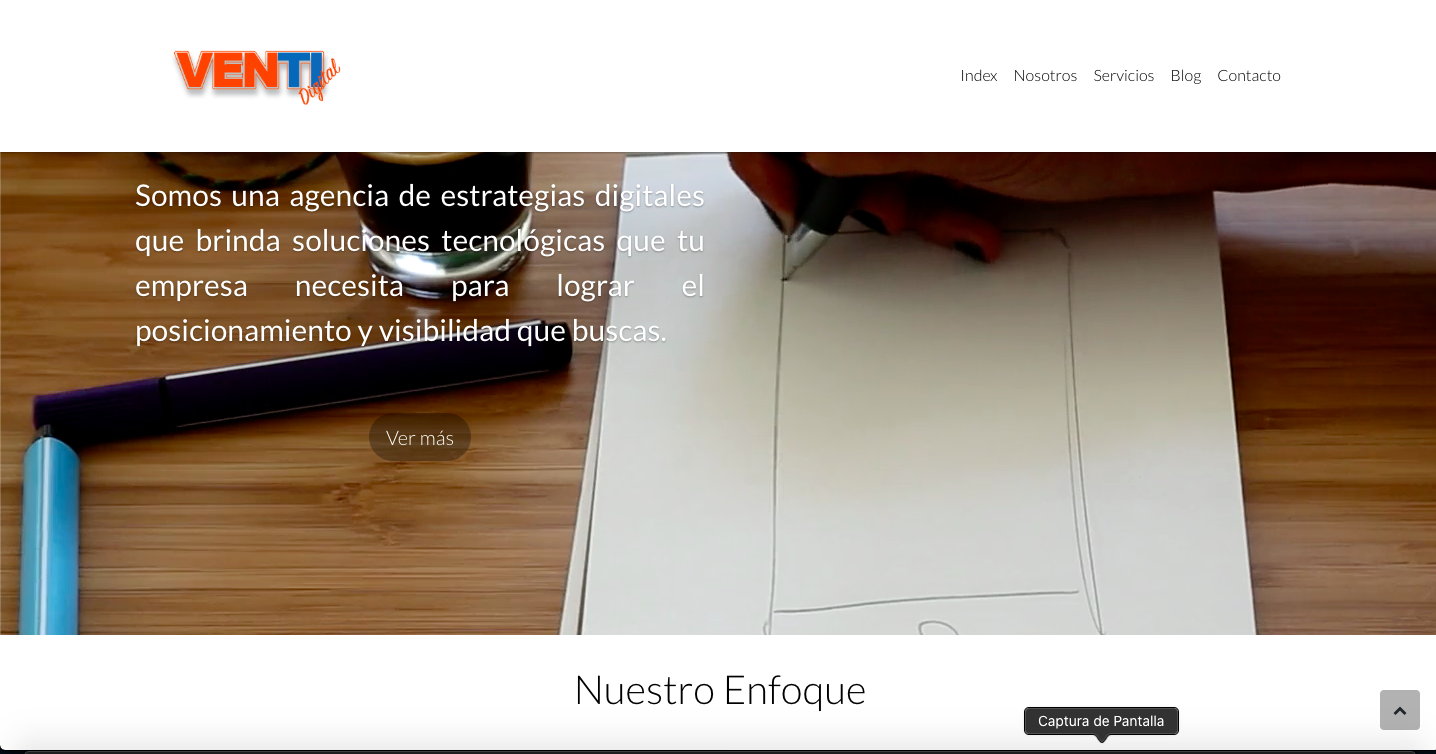 VENTI
Digital
Index Nosotros Servicios Blog Contacto
Somos una agencia de estrategias digitales
que brinda soluciones tecnológicas que tu
empresa necesita para lograr el
posicionamiento y visibilidad que buscas.
Ver más
Nuestro Enfoque
Captura de Pantalla